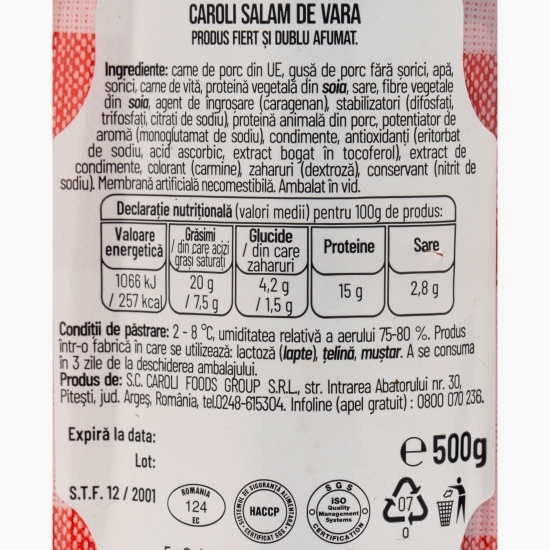 CAROLI SALAM DE VARA
PRODUS FIERT ȘI DUBLU AFUMAT.
Ingrediente: carne de porc din UE, gușă de porc fără șorici, apă,
șorici, carne de vită, proteină vegetală din soia, sare, fibre vegetale
din soia, agent de îngroșare (caragenan), stabilizatori (difosfați,
trifosfați, citrați de sodiu), proteină animală din porc, potențiator de
aromă (monoglutamat de sodiu), condimente, antioxidanți (eritorbat
de sodiu, acid ascorbic, extract bogat în tocoferol), extract de
condimente, colorant (carmine), zaharuri (dextroză), conservant (nitrit de
sodiu). Membrană artificială necomestibilă. Ambalat în vid.
Declarație nutrițională (valori medii) pentru 100g de produs:
Valoare energetică
Grăsimi / din care acizi grași saturați
Glucide / din care zaharuri
Proteine
Sare
1066 kJ / 257 kcal
20 g / 7,5 g
4,2 g / 1,5 g
15 g
2,8 g
Condiții de păstrare: 2 - 8 °C, umiditatea relativă a aerului 75-80 %. Produs
într-o fabrică în care se utilizează: lactoză (lapte), țelină, muștar. A se consuma
în 3 zile de la deschiderea ambalajului.
Produs de: S.C. CAROLI FOODS GROUP S.R.L., str. Intrarea Abatorului nr. 30,
Pitești, jud. Argeș, România, tel.0248-615304. Infoline (apel gratuit) : 0800 070 236.
Expiră la data:
Lot:
e 500g
S.T.F. 12 / 2001
ROMANIA
124
EC
SISTEMUL DE SIGURANȚĂ ALIMENTARĂ
HACCP
CERTIFICAT SGS
SGS
ISO
Quality
Management
Systems
CERTIFICATION
07
O